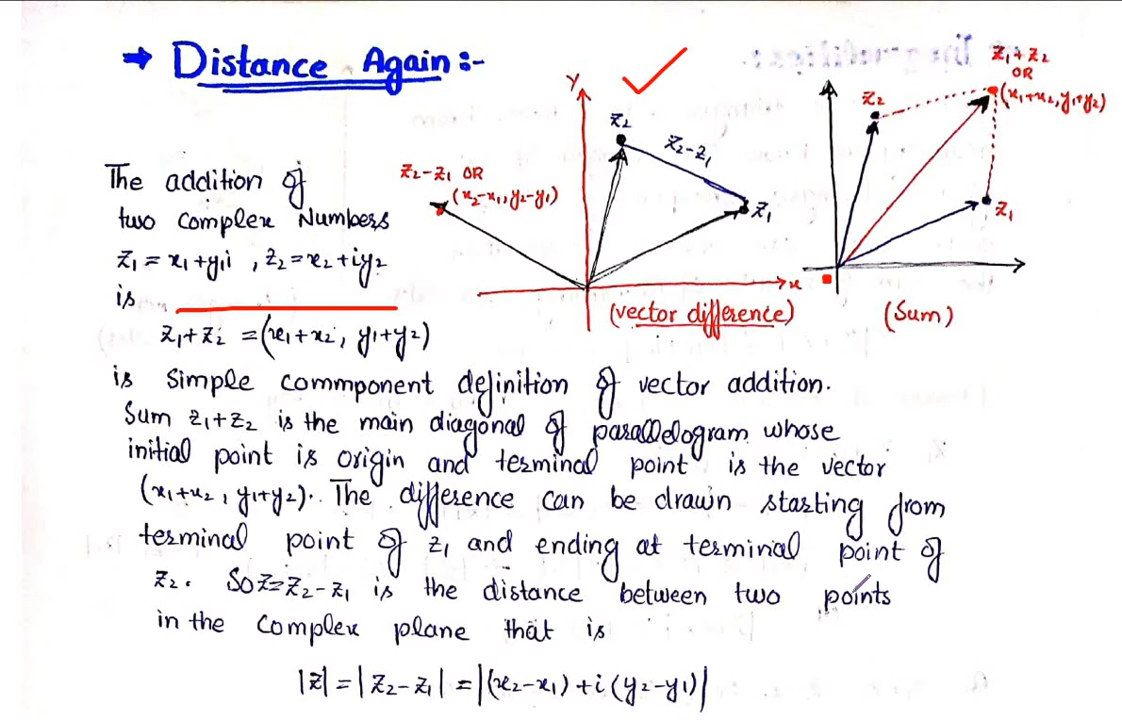 → Distance Again :-
The addition of
two complex Numbers
z₁ = x₁+y₁i , z₂ = x₂+iy₂
is
z₁+z₂ = (x₁+x₂, y₁+y₂)
Y
z₂
z₂-z₁
z₂-z₁ OR
(x₂-x₁, y₂-y₁)
z₁
x
(vector difference)
z₁+z₂
OR
(x₁+x₂, y₁+y₂)
z₂
z₁
(Sum)
is simple commponent definition of vector addition.
Sum z₁+z₂ is the main diagonal of parallelogram whose
initial point is origin and terminal point is the vector
(x₁+x₂, y₁+y₂). The difference can be drawn starting from
terminal point of z₁ and ending at terminal point of
z₂. So z=z₂-z₁ is the distance between two points
in the complex plane that is
|z| = |z₂-z₁| = |(x₂-x₁)+i(y₂-y₁)|